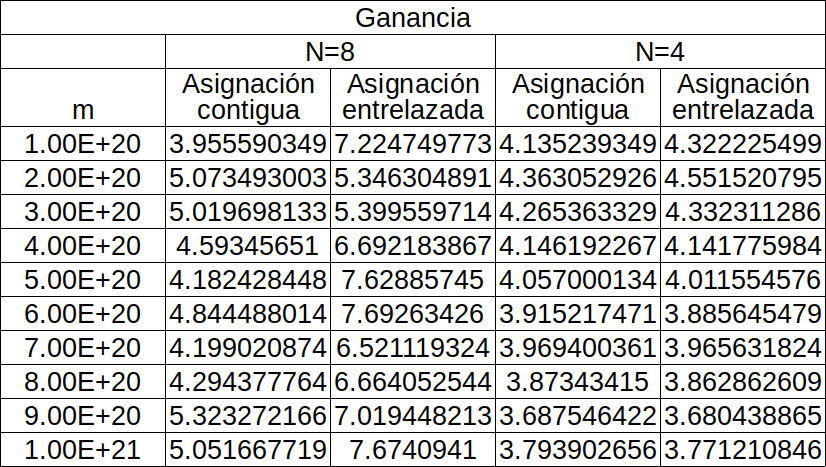 Ganancia
N=8 N=4
m Asignación contigua Asignación entrelazada Asignación contigua Asignación entrelazada
1.00E+20 3.955590349 7.224749773 4.135239349 4.322225499
2.00E+20 5.073493003 5.346304891 4.363052926 4.551520795
3.00E+20 5.019698133 5.399559714 4.265363329 4.332311286
4.00E+20 4.59345651 6.692183867 4.146192267 4.141775984
5.00E+20 4.182428448 7.62885745 4.057000134 4.011554576
6.00E+20 4.844488014 7.69263426 3.915217471 3.885645479
7.00E+20 4.199020874 6.521119324 3.969400361 3.965631824
8.00E+20 4.294377764 6.664052544 3.87343415 3.862862609
9.00E+20 5.323272166 7.019448213 3.687546422 3.680438865
1.00E+21 5.051667719 7.6740941 3.793902656 3.771210846